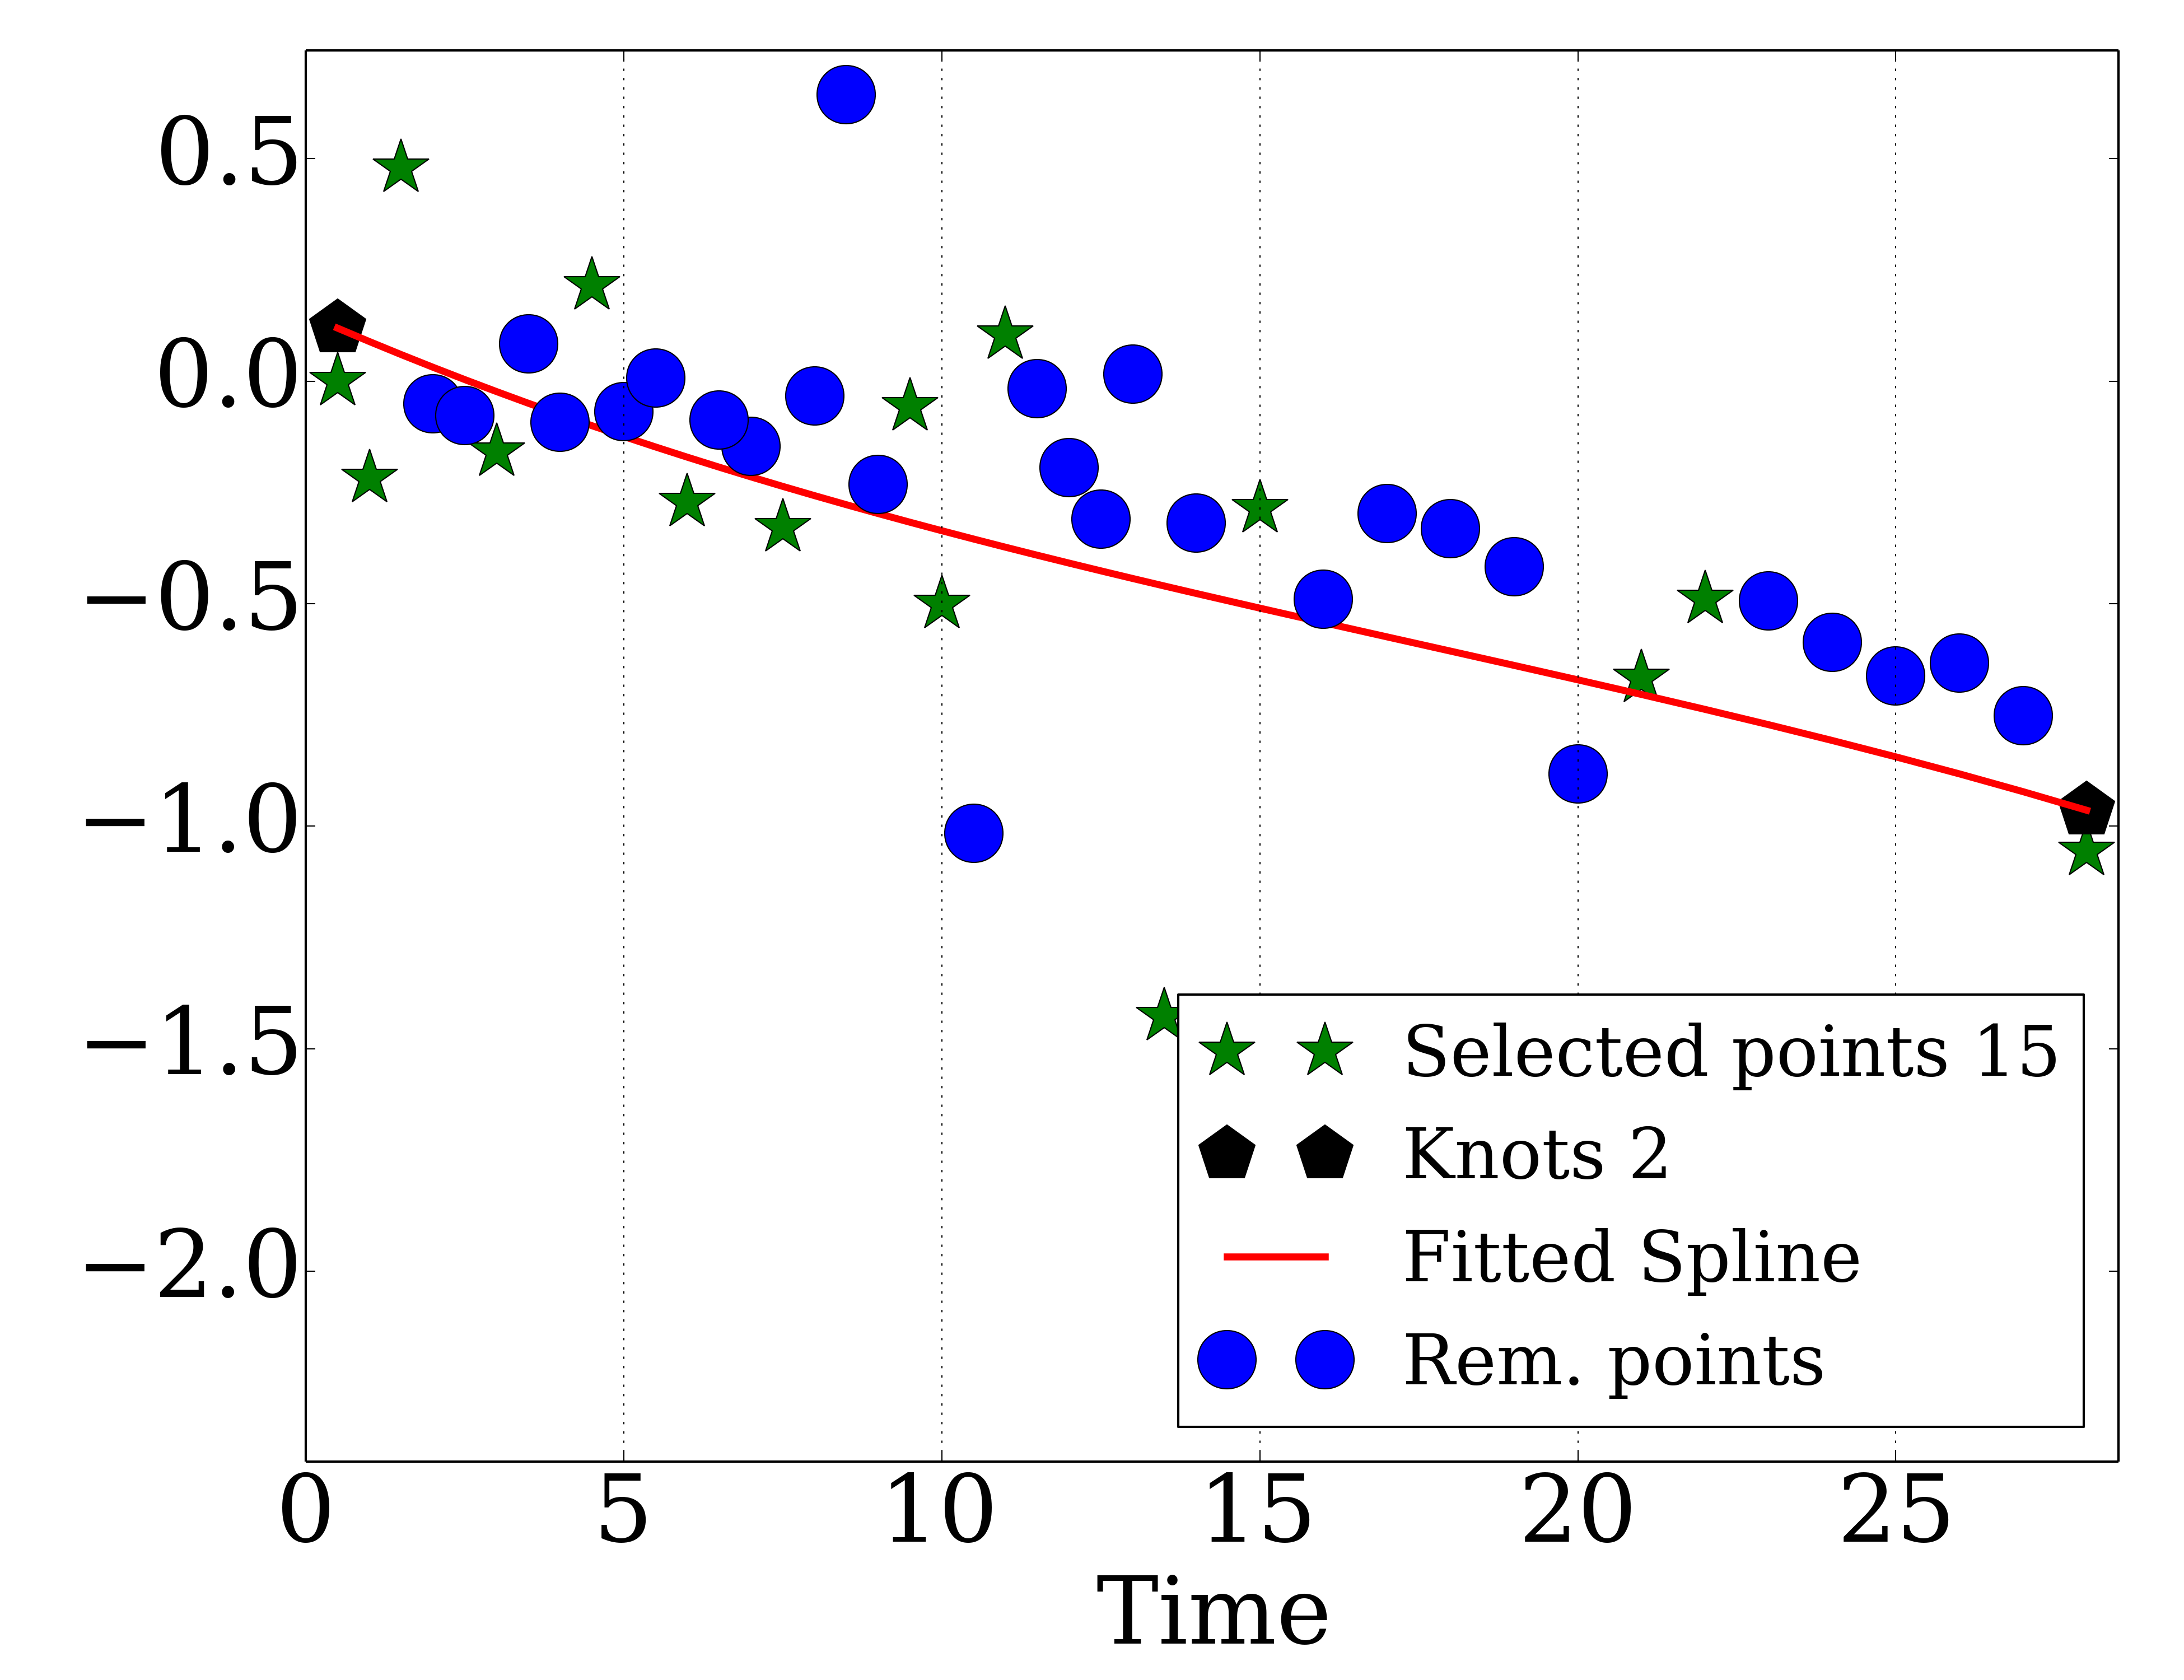 0.5
0.0
−0.5
−1.0
−1.5
−2.0
Selected points 15
Knots 2
Fitted Spline
Rem. points
0 5 10 15 20 25
Time